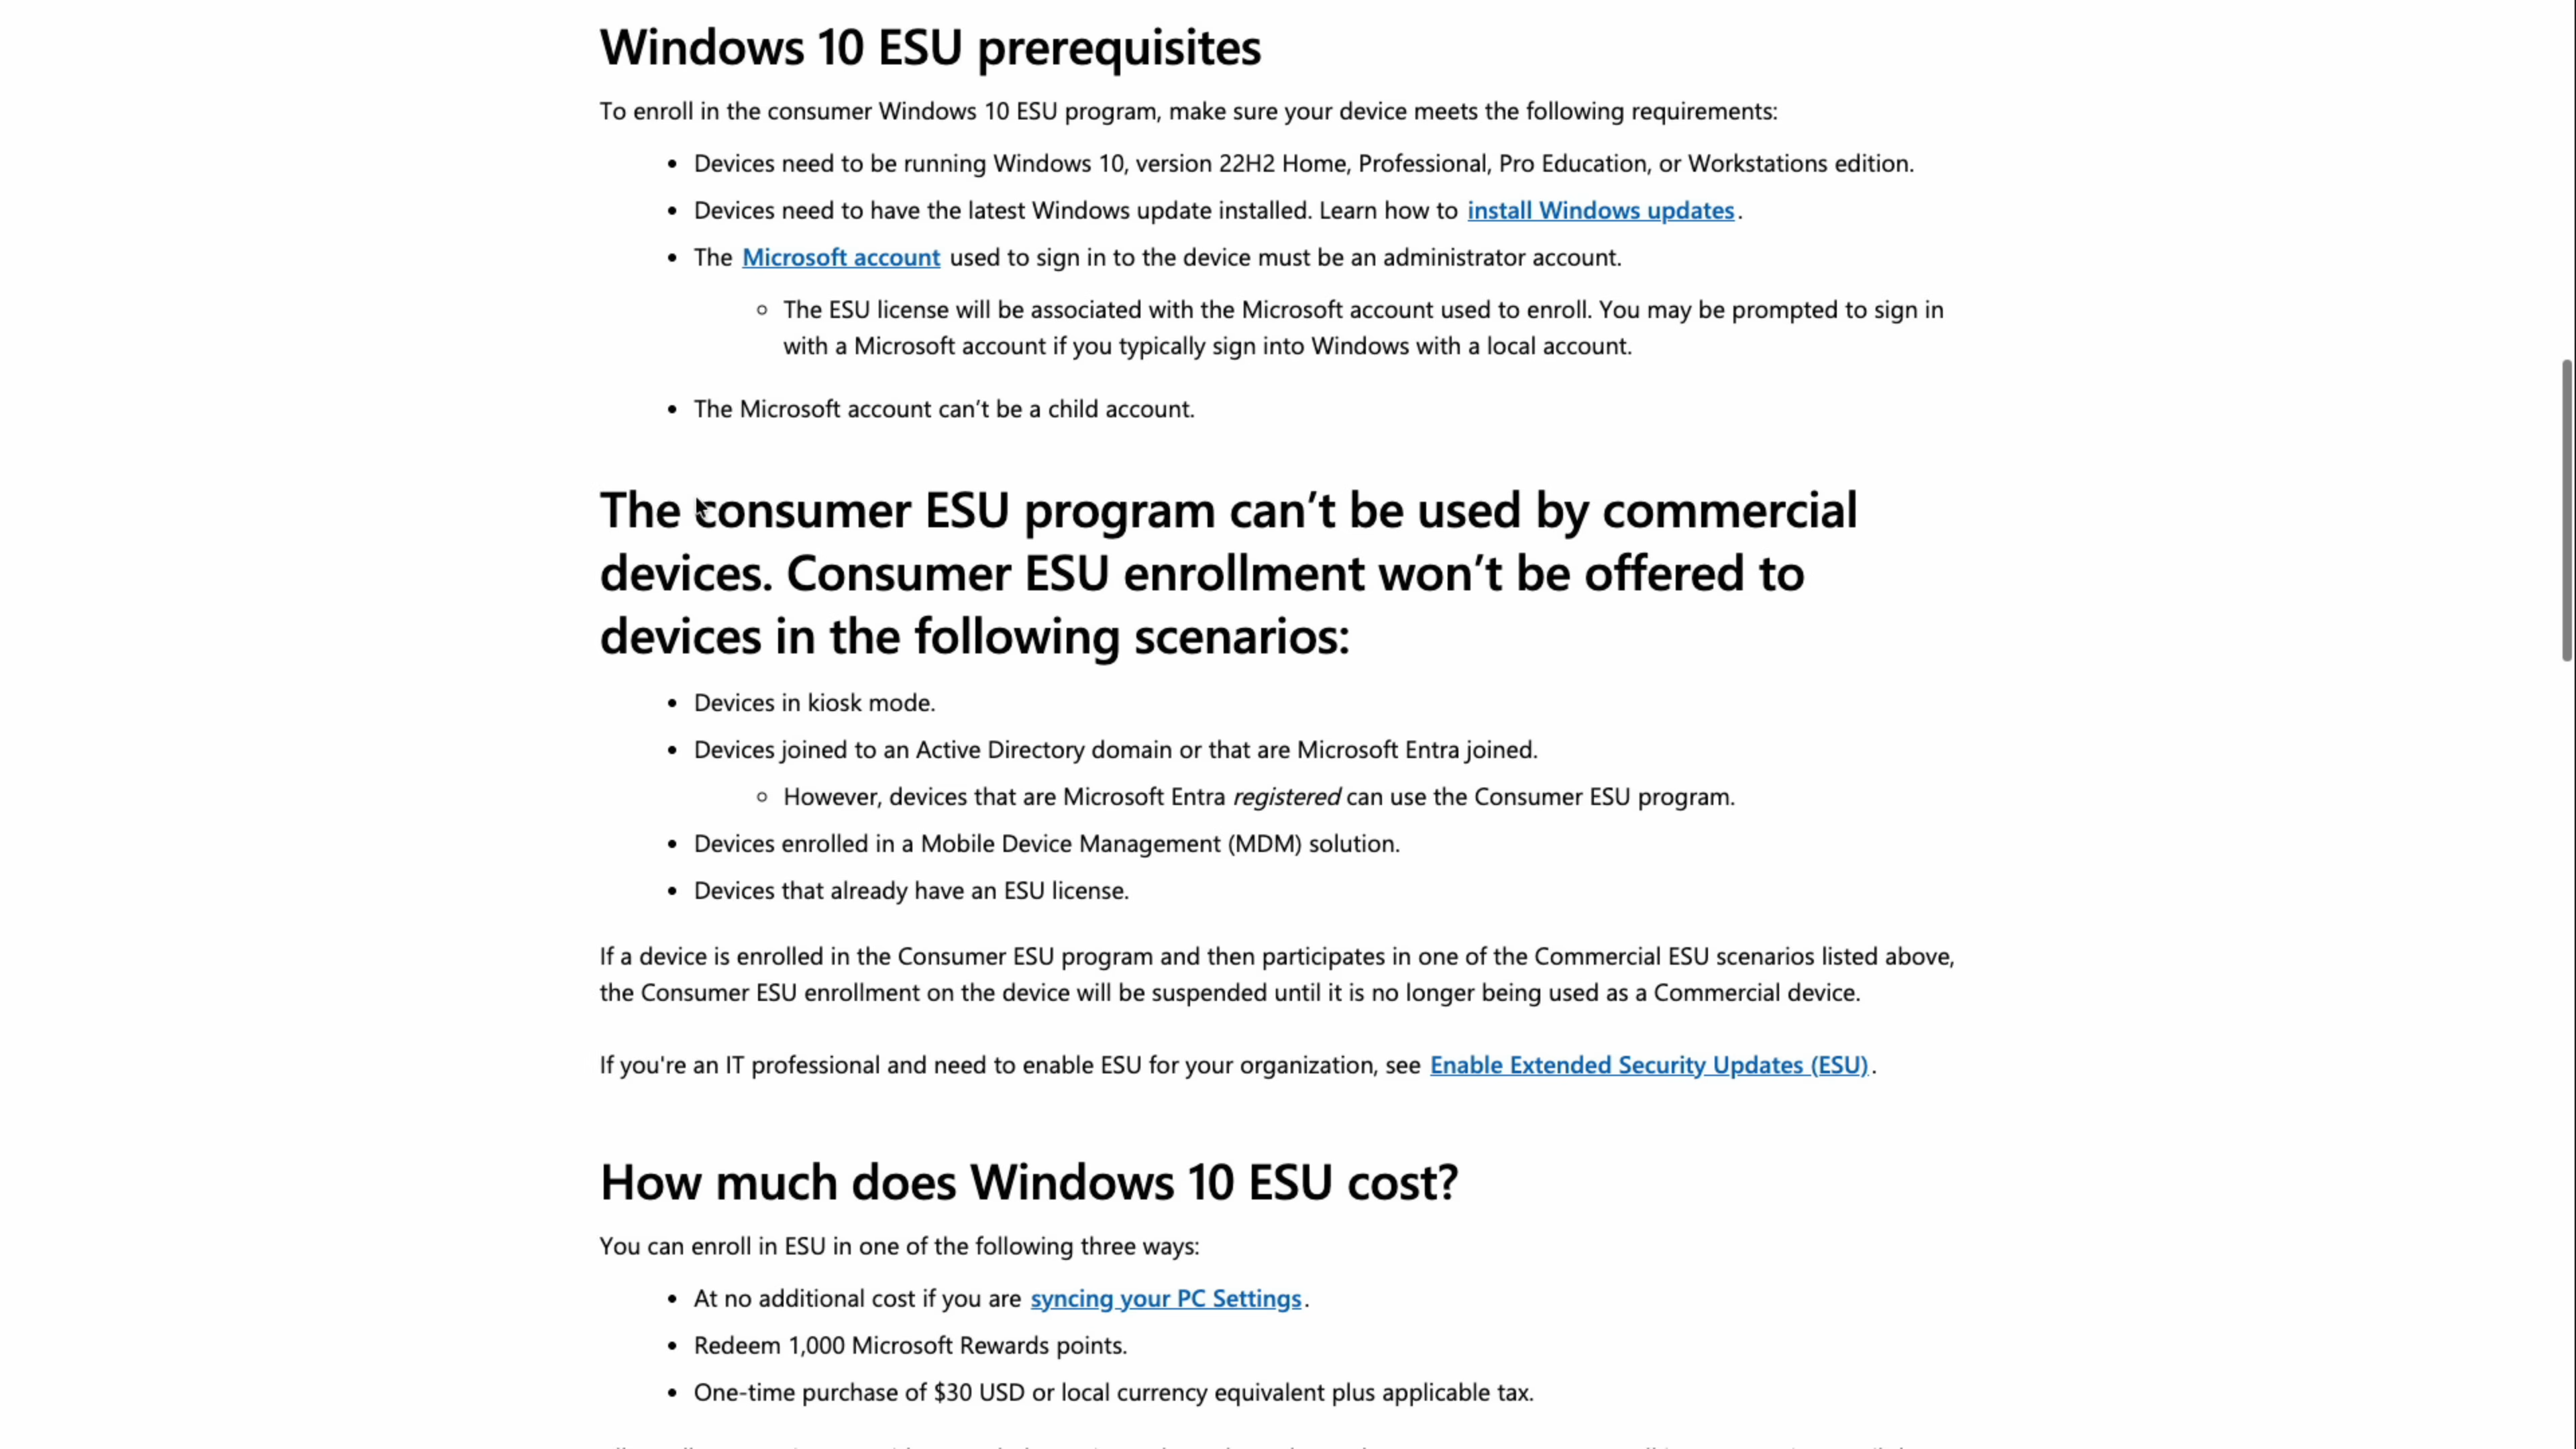 Windows 10 ESU prerequisites
To enroll in the consumer Windows 10 ESU program, make sure your device meets the following requirements:
• Devices need to be running Windows 10, version 22H2 Home, Professional, Pro Education, or Workstations edition.
• Devices need to have the latest Windows update installed. Learn how to install Windows updates.
• The Microsoft account used to sign in to the device must be an administrator account.
◦ The ESU license will be associated with the Microsoft account used to enroll. You may be prompted to sign in
with a Microsoft account if you typically sign into Windows with a local account.
• The Microsoft account can’t be a child account.
The consumer ESU program can’t be used by commercial
devices. Consumer ESU enrollment won’t be offered to
devices in the following scenarios:
• Devices in kiosk mode.
• Devices joined to an Active Directory domain or that are Microsoft Entra joined.
◦ However, devices that are Microsoft Entra registered can use the Consumer ESU program.
• Devices enrolled in a Mobile Device Management (MDM) solution.
• Devices that already have an ESU license.
If a device is enrolled in the Consumer ESU program and then participates in one of the Commercial ESU scenarios listed above,
the Consumer ESU enrollment on the device will be suspended until it is no longer being used as a Commercial device.
If you're an IT professional and need to enable ESU for your organization, see Enable Extended Security Updates (ESU).
How much does Windows 10 ESU cost?
You can enroll in ESU in one of the following three ways:
• At no additional cost if you are syncing your PC Settings.
• Redeem 1,000 Microsoft Rewards points.
• One-time purchase of $30 USD or local currency equivalent plus applicable tax.